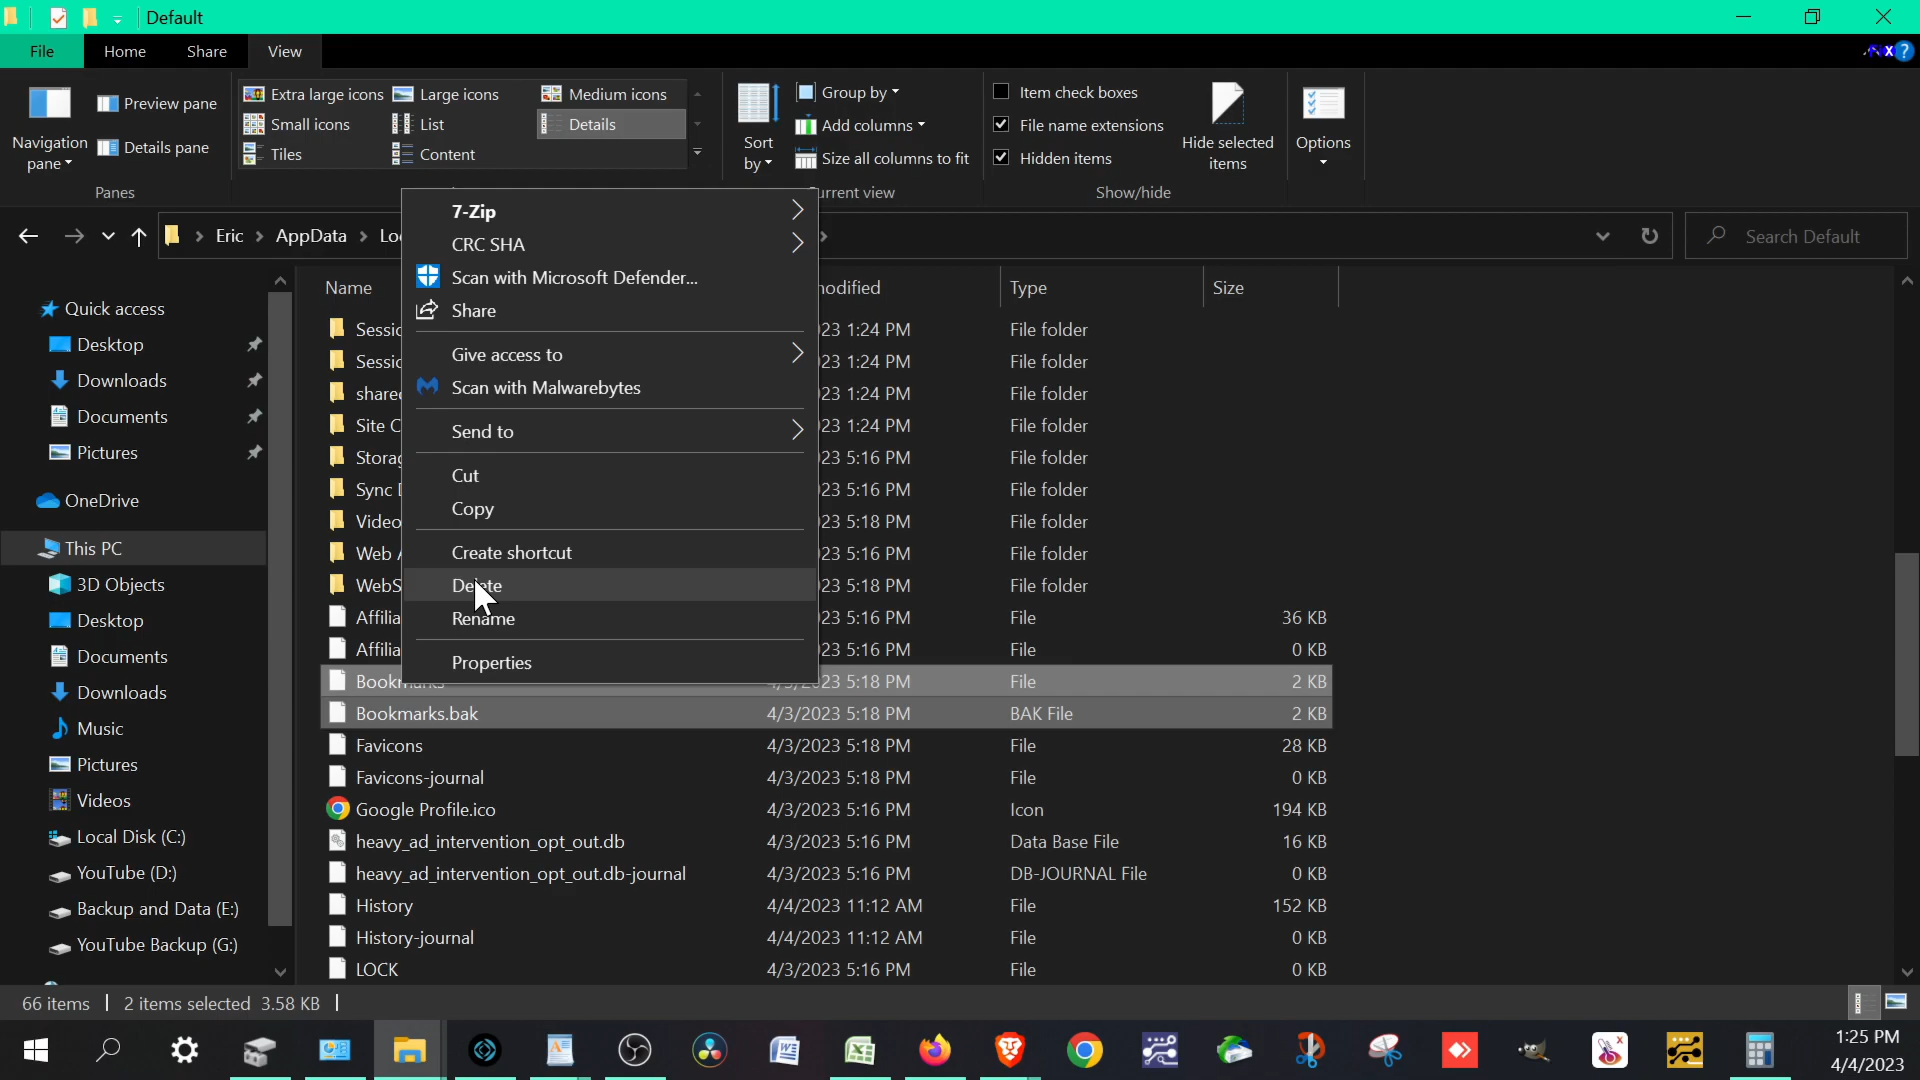 Default
File Home Share View
Navigation pane
Preview pane
Details pane
Panes
Extra large icons Large icons Medium icons
Small icons List Details
Tiles Content
Sort by
Group by
Add columns
Size all columns to fit
urrent view
Item check boxes
File name extensions
Hidden items
Hide selected items
Show/hide
Options
Eric > AppData > Loc
Search Default
Name
odified Type Size
Quick access
Desktop
Downloads
Documents
Pictures
OneDrive
This PC
3D Objects
Desktop
Documents
Downloads
Music
Pictures
Videos
Local Disk (C:)
YouTube (D:)
Backup and Data (E:)
YouTube Backup (G:)
7-Zip
CRC SHA
Scan with Microsoft Defender...
Share
Give access to
Scan with Malwarebytes
Send to
Cut
Copy
Create shortcut
Delete
Rename
Properties
Sessic 23 1:24 PM File folder
Sessic 23 1:24 PM File folder
share 23 1:24 PM File folder
Site C 23 1:24 PM File folder
Storag 23 5:16 PM File folder
Sync 23 5:16 PM File folder
Video 23 5:18 PM File folder
Web A 23 5:16 PM File folder
WebS 23 5:18 PM File folder
Affilia 23 5:16 PM File 36 KB
Affilia 23 5:16 PM File 0 KB
Bookmarks 4/3/2023 5:18 PM File 2 KB
Bookmarks.bak 4/3/2023 5:18 PM BAK File 2 KB
Favicons 4/3/2023 5:18 PM File 28 KB
Favicons-journal 4/3/2023 5:18 PM File 0 KB
Google Profile.ico 4/3/2023 5:16 PM Icon 194 KB
heavy_ad_intervention_opt_out.db 4/3/2023 5:16 PM Data Base File 16 KB
heavy_ad_intervention_opt_out.db-journal 4/3/2023 5:16 PM DB-JOURNAL File 0 KB
History 4/4/2023 11:12 AM File 152 KB
History-journal 4/4/2023 11:12 AM File 0 KB
LOCK 4/3/2023 5:16 PM File 0 KB
66 items 2 items selected 3.58 KB
1:25 PM
4/4/2023